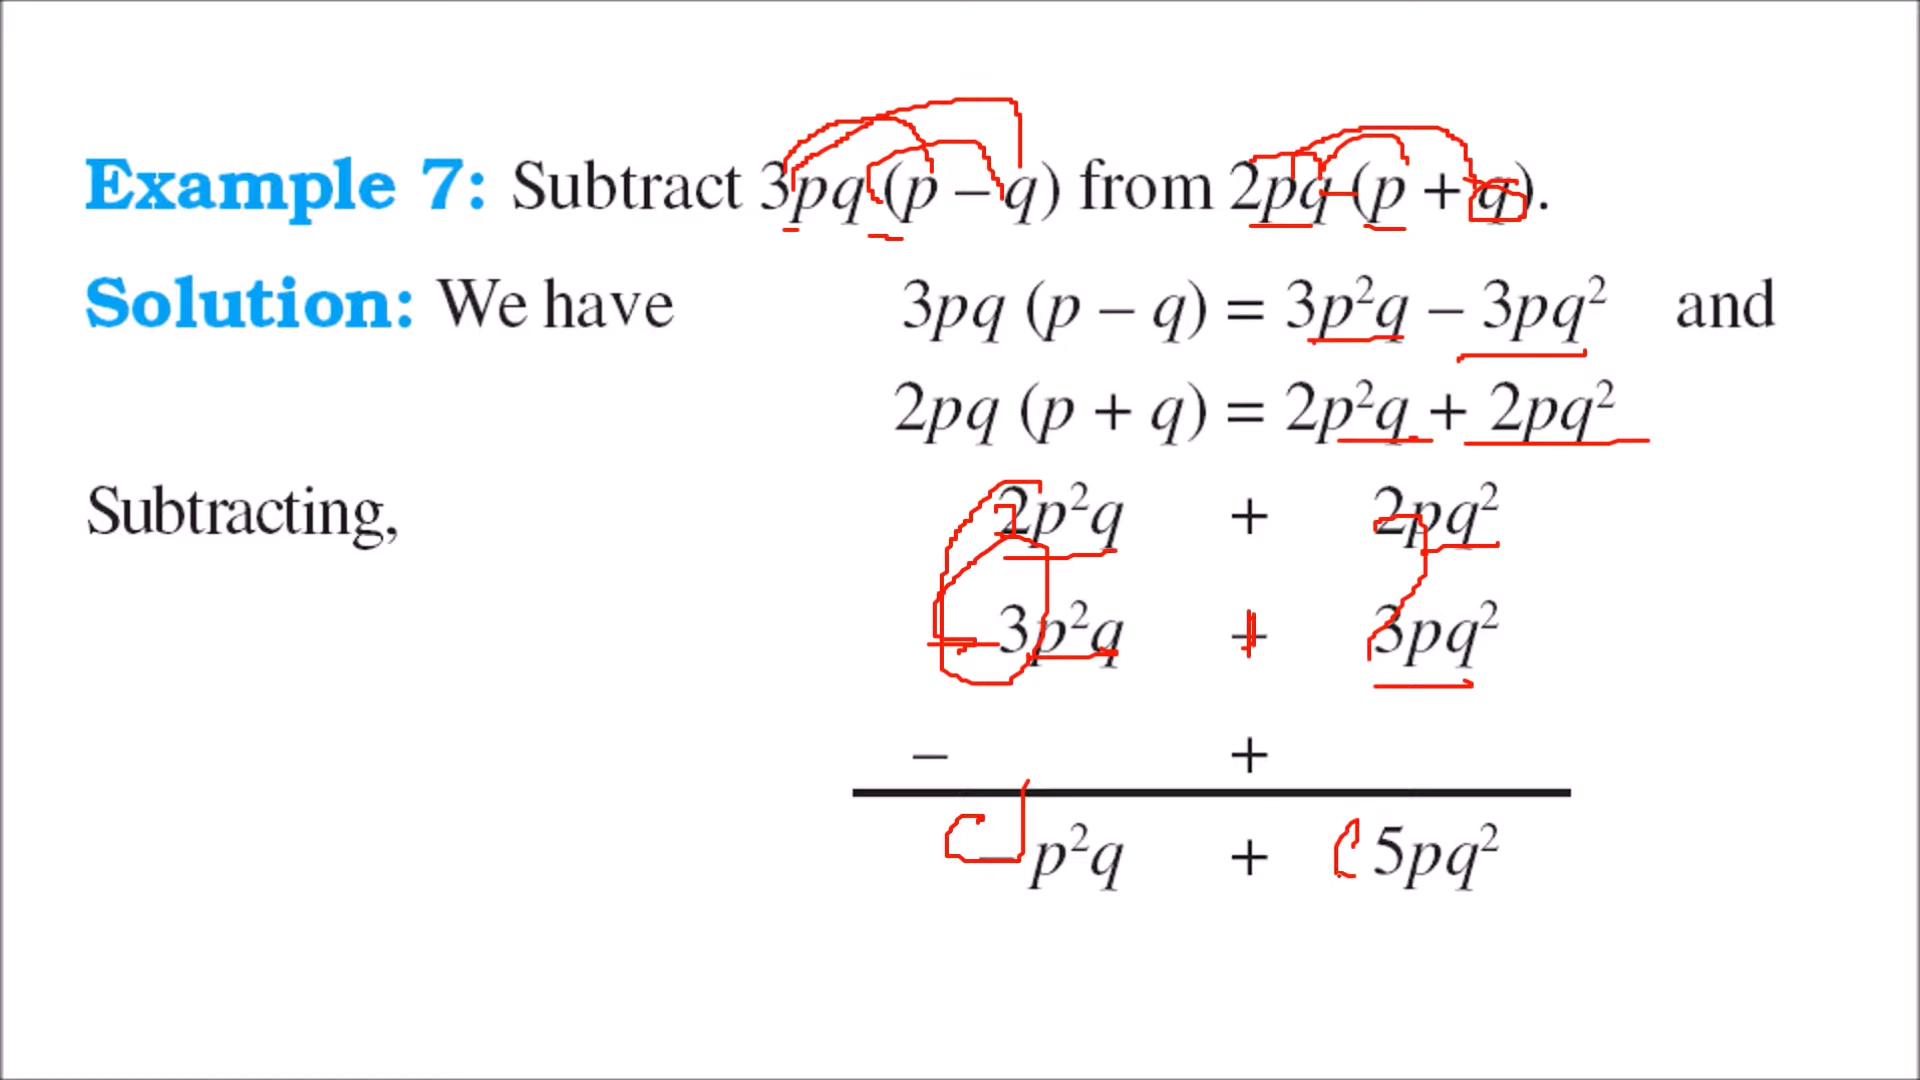 Example 7: Subtract 3pq (p – q) from 2pq (p + q).
Solution: We have 3pq (p – q) = 3p²q – 3pq² and
2pq (p + q) = 2p²q + 2pq²
Subtracting, 2p²q + 2pq²
3p²q – 3pq²
– +
– p²q + 5pq²